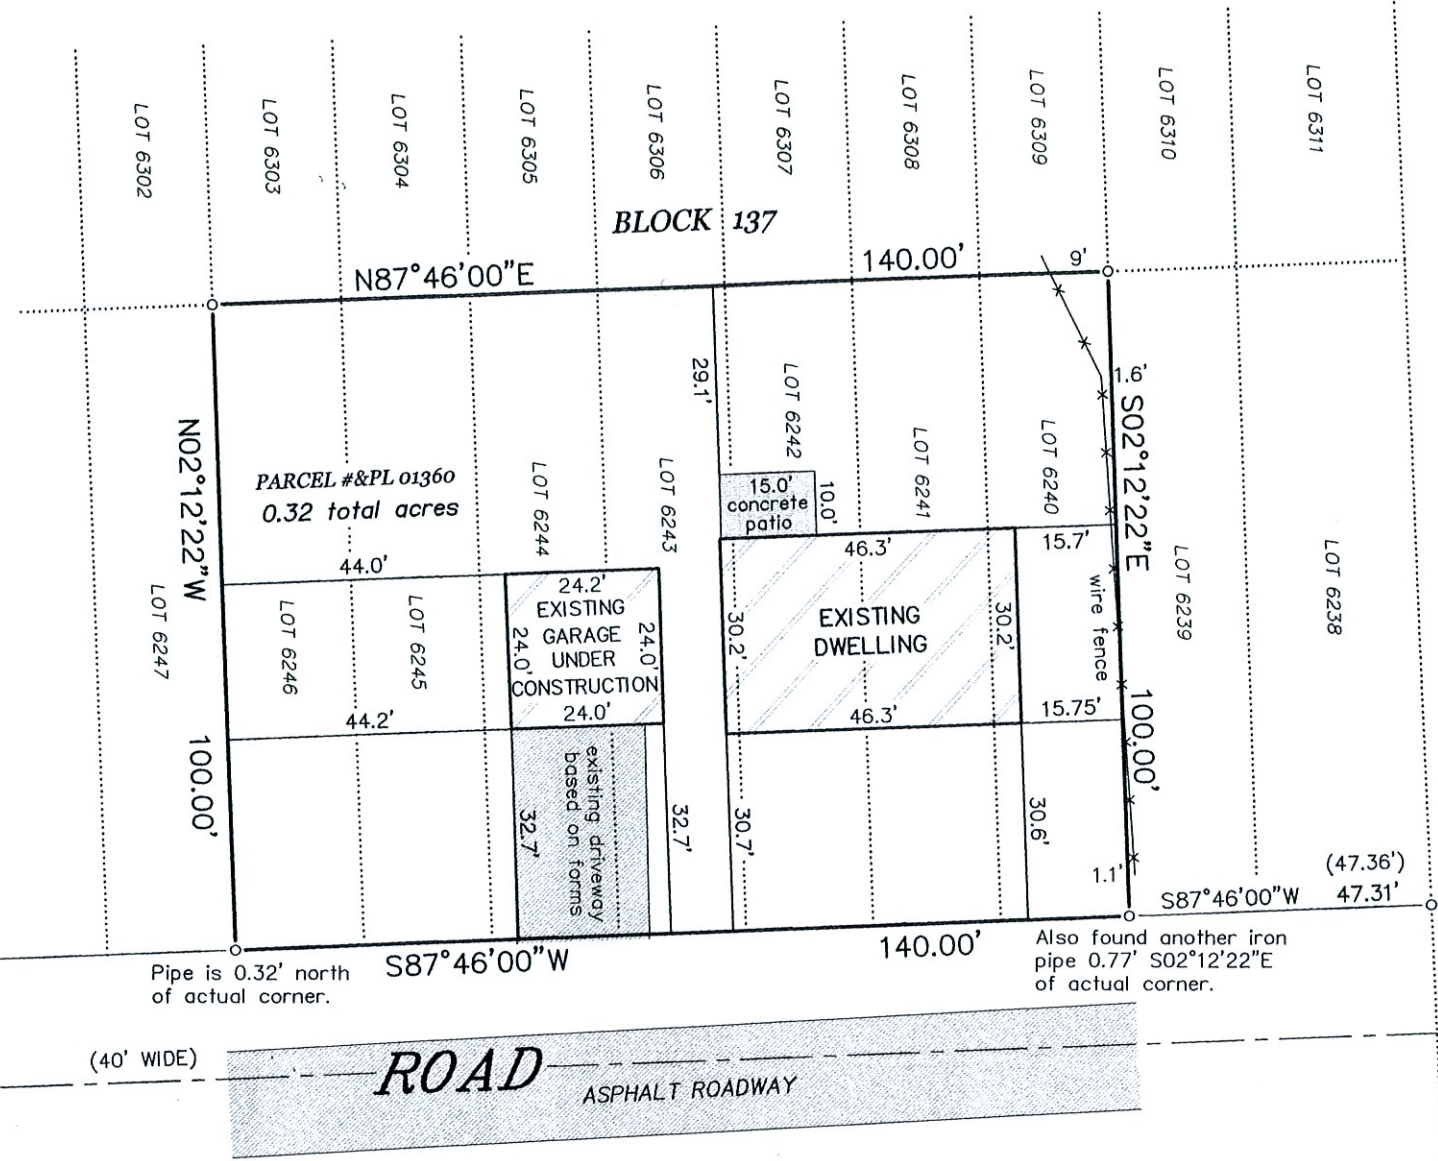 LOT 6302
LOT 6303
LOT 6304
LOT 6305
LOT 6306
LOT 6307
LOT 6308
LOT 6309
LOT 6310
LOT 6311
BLOCK 137
N87°46'00"E
140.00'
9'
29.1'
1.6'
S02°12'22"E
100.00'
N02°12'22"W
100.00'
PARCEL #&PL 01360
0.32 total acres
LOT 6247
LOT 6246
LOT 6245
LOT 6244
LOT 6243
LOT 6242
LOT 6241
LOT 6240
LOT 6239
LOT 6238
15.0'
concrete
patio
10.0'
44.0'
24.2'
EXISTING
GARAGE
UNDER
CONSTRUCTION
24.0'
24.0'
24.0'
44.2'
46.3'
EXISTING
DWELLING
30.2'
30.2'
46.3'
15.7'
wire fence
15.75'
existing driveway
based on forms
32.7'
32.7'
30.7'
30.6'
1.1'
(47.36')
S87°46'00"W 47.31'
S87°46'00"W
140.00'
Pipe is 0.32' north
of actual corner.
Also found another iron
pipe 0.77' S02°12'22"E
of actual corner.
(40' WIDE)
ROAD
ASPHALT ROADWAY